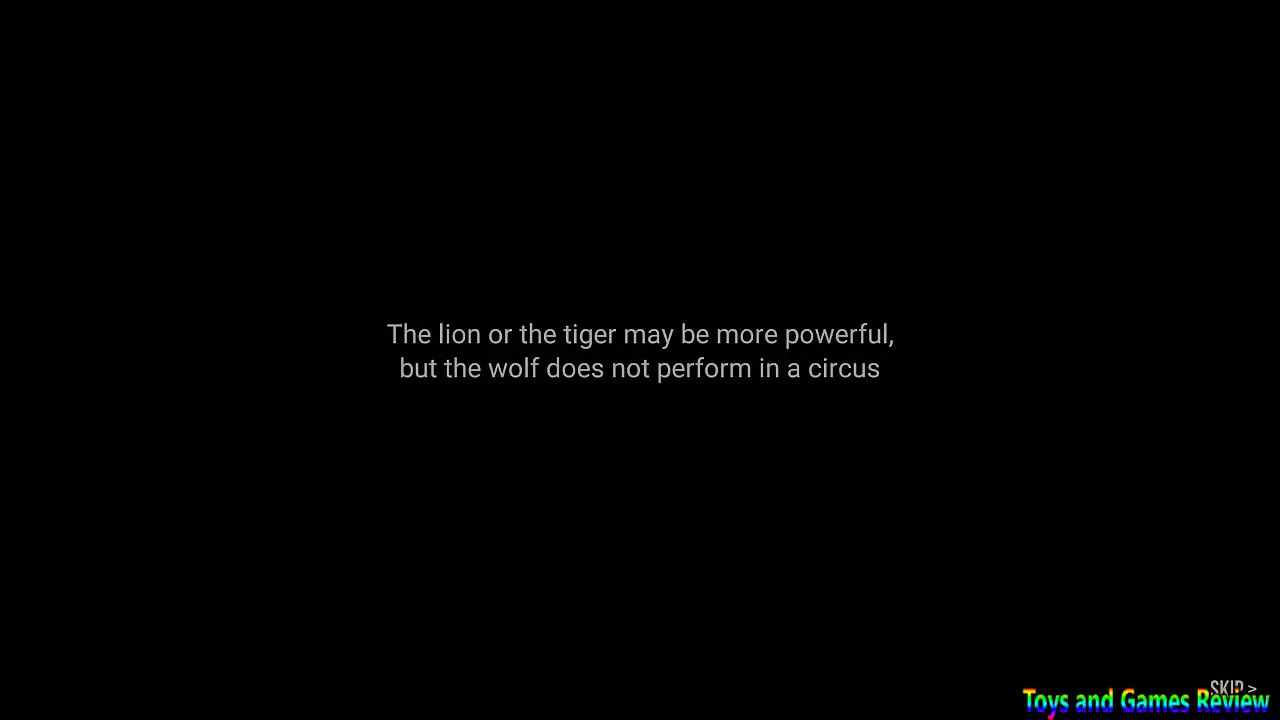 The lion or the tiger may be more powerful,
but the wolf does not perform in a circus
SKIP >
Toys and Games Review